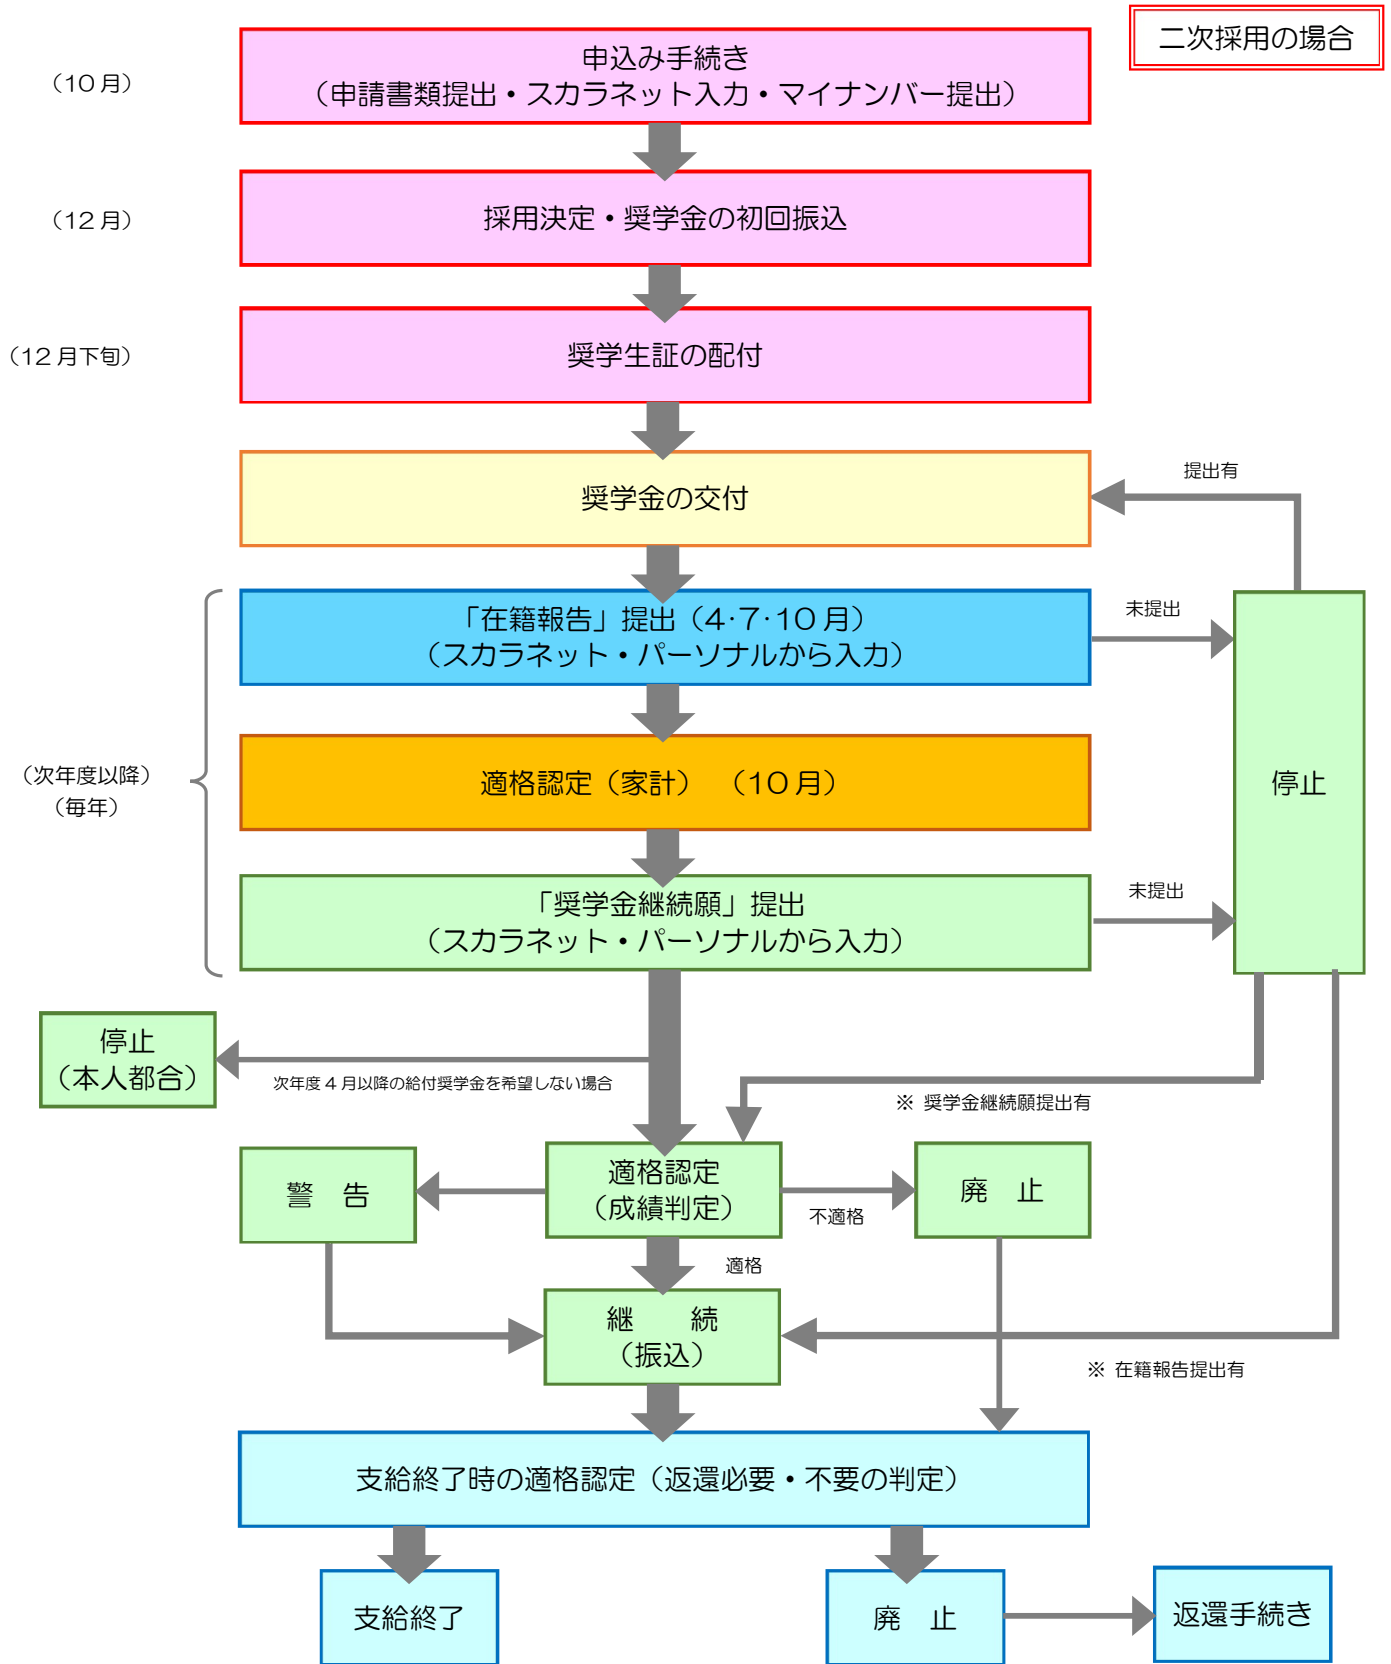 二次採用の場合
（10月）
申込み手続き
（申請書類提出・スカラネット入力・マイナンバー提出）
（12月）
採用決定・奨学金の初回振込
（12月下旬）
奨学生証の配付
奨学金の交付
提出有
「在籍報告」提出（4･7･10月）
（スカラネット・パーソナルから入力）
未提出
（次年度以降）
（毎年）
適格認定（家計）　（10月）
停止
「奨学金継続願」提出
（スカラネット・パーソナルから入力）
未提出
停止
（本人都合）
次年度4月以降の給付奨学金を希望しない場合
※ 奨学金継続願提出有
警　告
適格認定
（成績判定）
不適格
廃　止
適格
継　　続
（振込）
※ 在籍報告提出有
支給終了時の適格認定（返還必要・不要の判定）
支給終了
廃　止
返還手続き